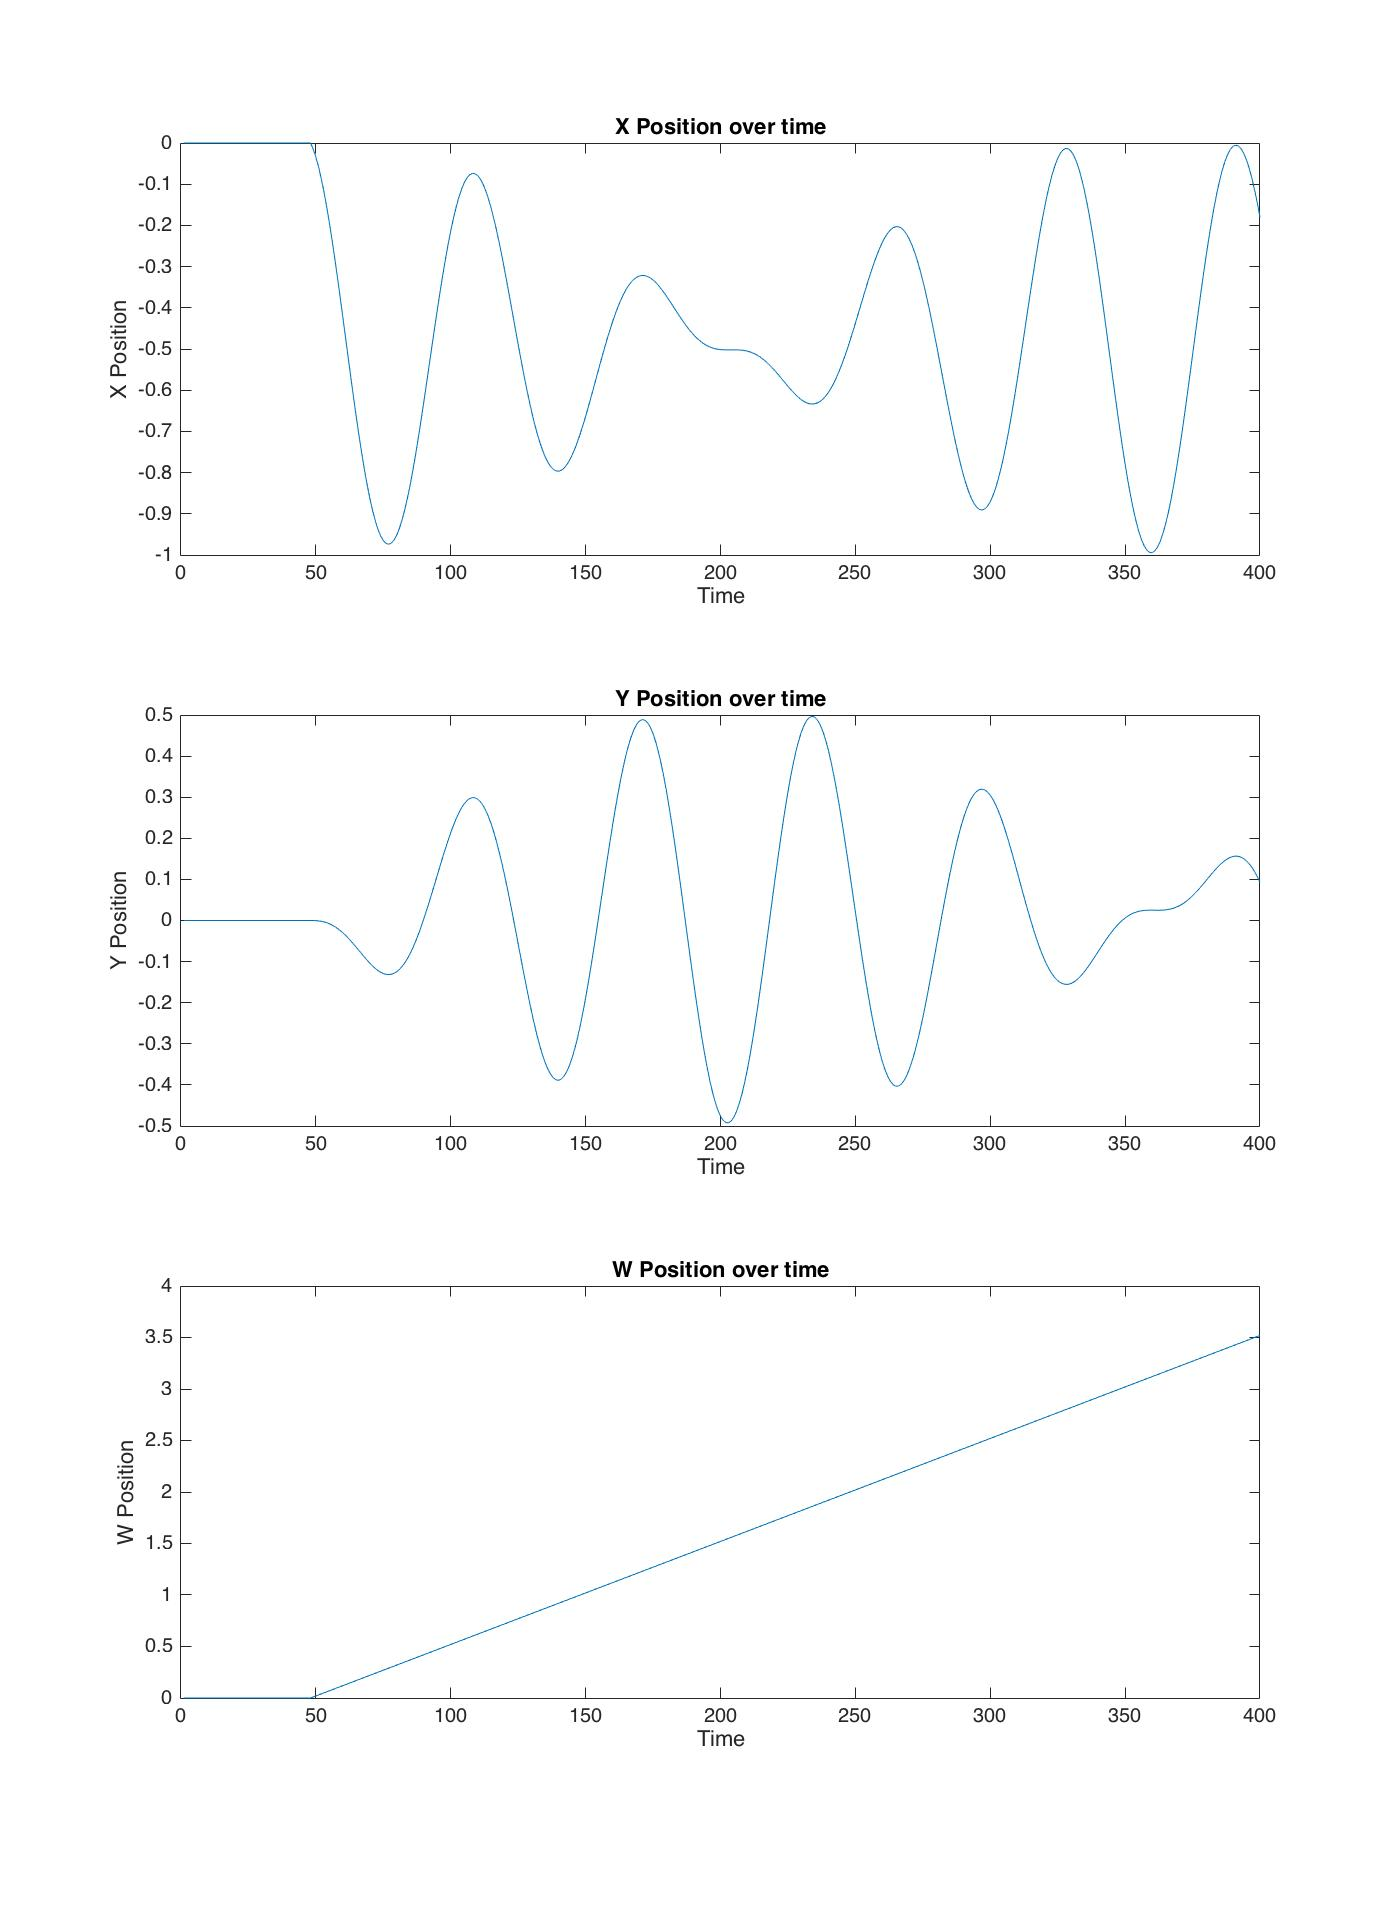 X Position over time
0
-0.1
-0.2
-0.3
-0.4
-0.5
-0.6
-0.7
-0.8
-0.9
-1
X Position
0 50 100 150 200 250 300 350 400
Time
Y Position over time
0.5
0.4
0.3
0.2
0.1
0
-0.1
-0.2
-0.3
-0.4
-0.5
Y Position
0 50 100 150 200 250 300 350 400
Time
W Position over time
4
3.5
3
2.5
2
1.5
1
0.5
0
W Position
0 50 100 150 200 250 300 350 400
Time